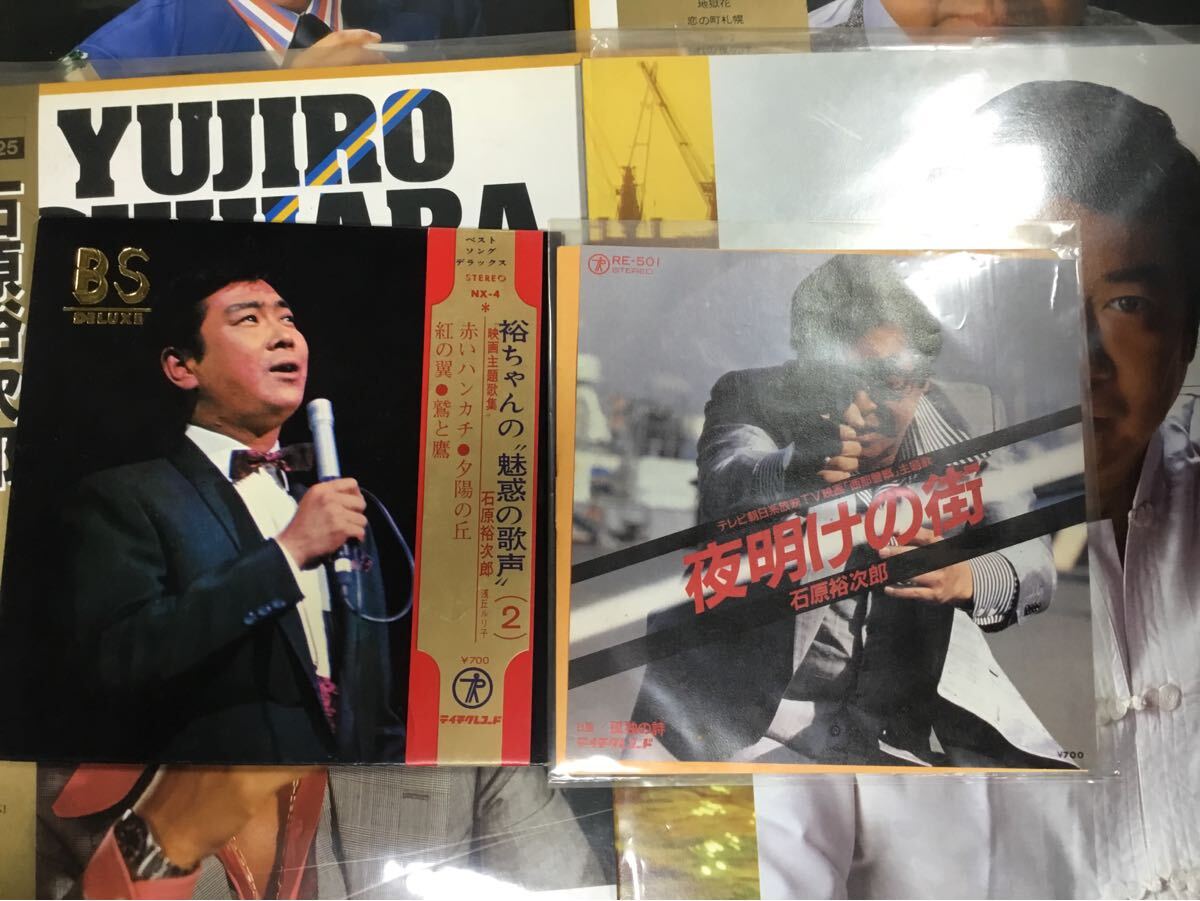 地獄花
恋の町札幌
YUJIRO
25
石原裕次郎
BS
DELUXE
ベスト
ソング
デラックス
STEREO
NX-4
*
裕ちゃんの〝魅惑の歌声〟(2)
映画主題歌集
石原裕次郎
浅丘ルリ子
赤いハンカチ●夕陽の丘
紅の翼●鷲と鷹
¥700
テイチクレコード
RE-501
STEREO
テレビ朝日系放映TV映画「西部警察」主題歌
夜明けの街
石原裕次郎
B面/孤独の詩
テイチクレコード
¥700